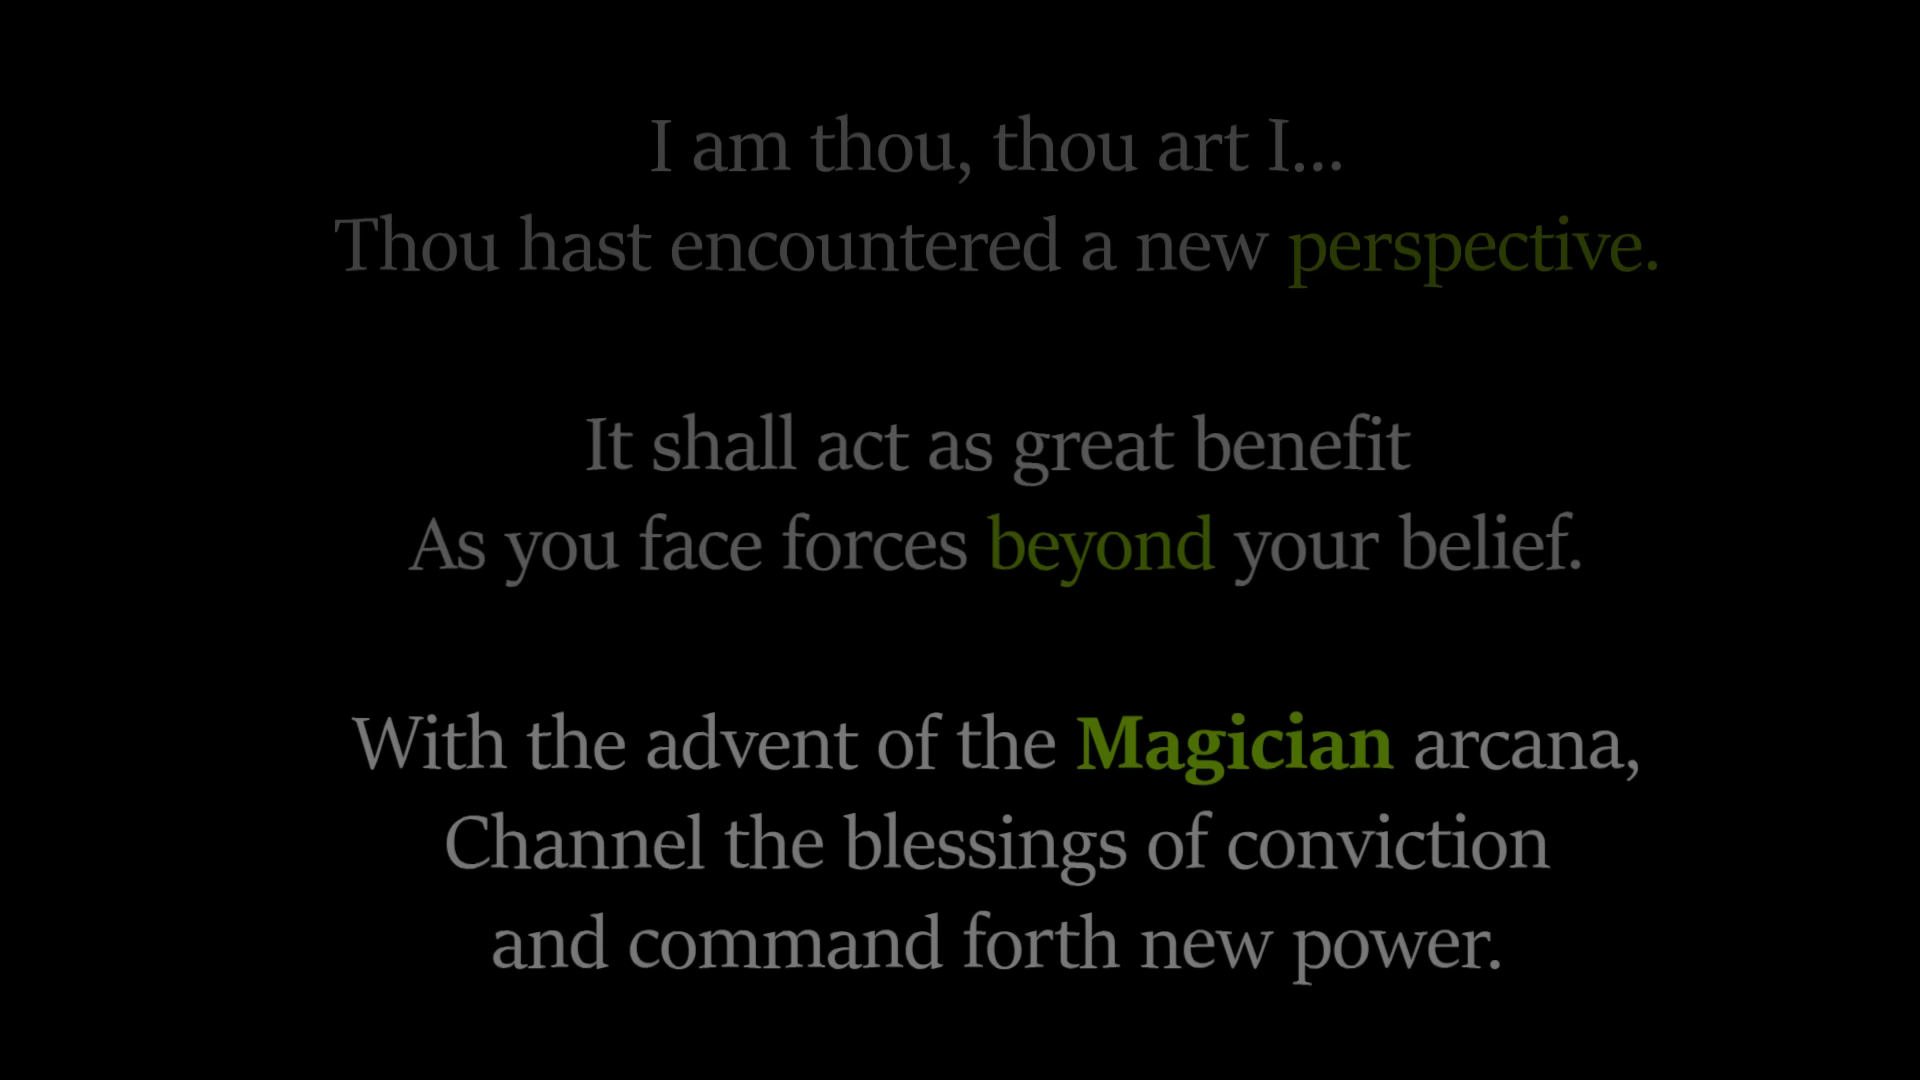 I am thou, thou art I...
Thou hast encountered a new perspective.
It shall act as great benefit
As you face forces beyond your belief.
With the advent of the Magician arcana,
Channel the blessings of conviction
and command forth new power.